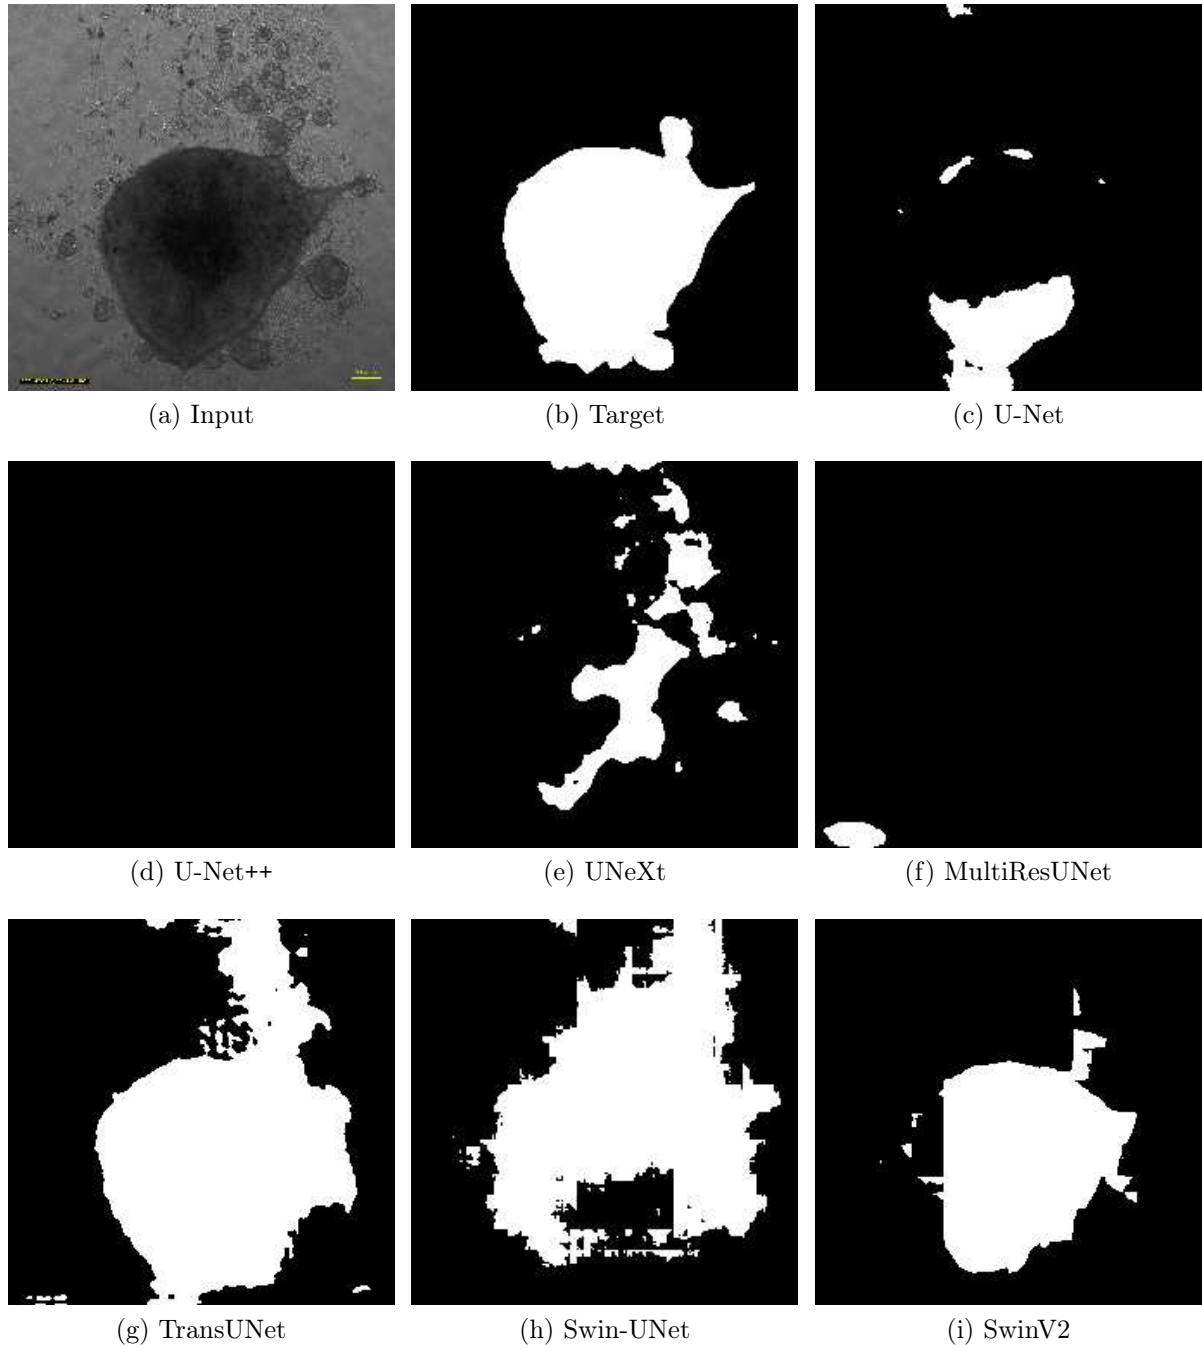 (a) Input
(b) Target
(c) U-Net
(d) U-Net++
(e) UNeXt
(f) MultiResUNet
(g) TransUNet
(h) Swin-UNet
(i) SwinV2